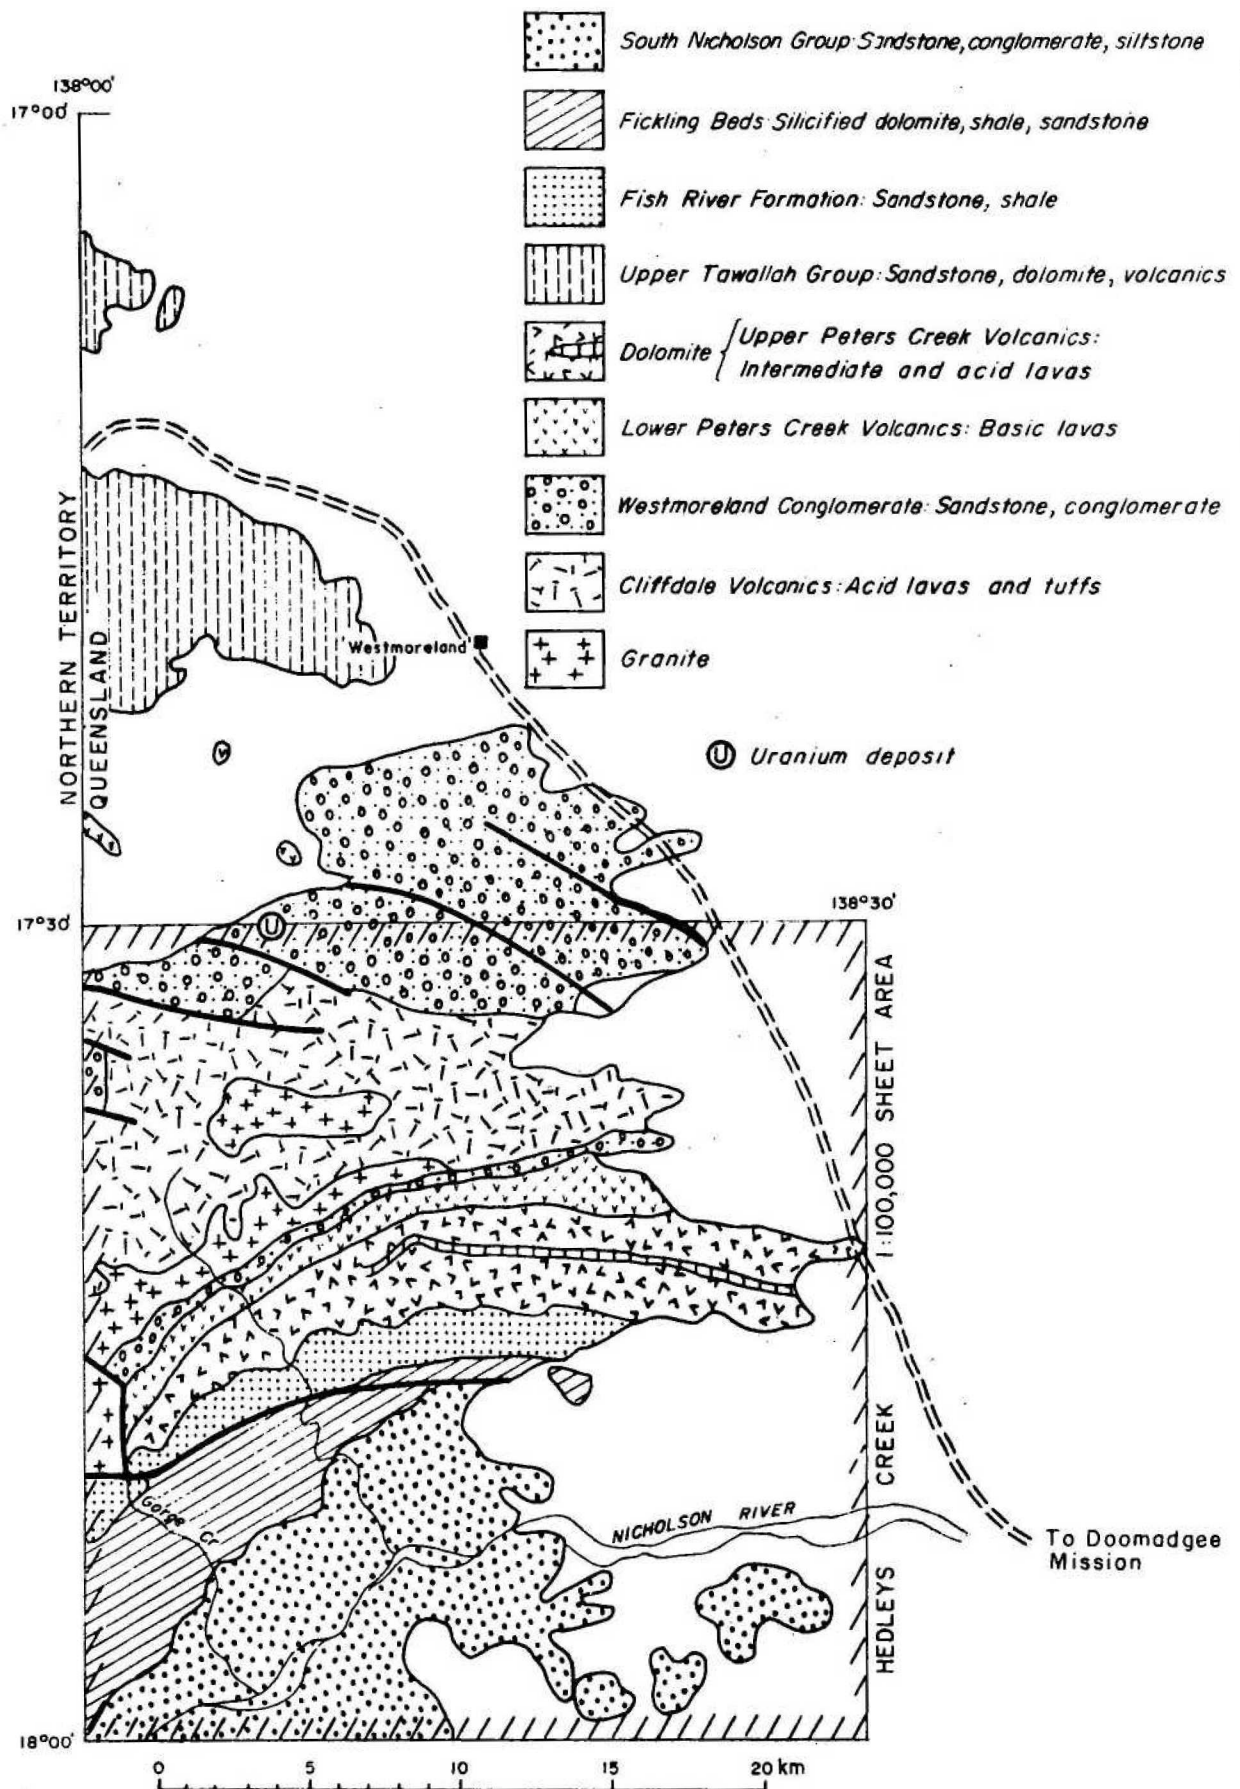 South Nicholson Group: Sandstone, conglomerate, siltstone
138°00'
17°00'
Fickling Beds: Silicified dolomite, shale, sandstone
Fish River Formation: Sandstone, shale
Upper Tawallah Group: Sandstone, dolomite, volcanics
Dolomite { Upper Peters Creek Volcanics:
Intermediate and acid lavas
Lower Peters Creek Volcanics: Basic lavas
Westmoreland Conglomerate: Sandstone, conglomerate
Cliffdale Volcanics: Acid lavas and tuffs
Granite
NORTHERN TERRITORY
QUEENSLAND
Westmoreland
U Uranium deposit
138°30'
17°30'
U
HEDLEYS CREEK 1:100,000 SHEET AREA
Gorge Cr
NICHOLSON RIVER
To Doomadgee
Mission
18°00'
0 5 10 15 20 km